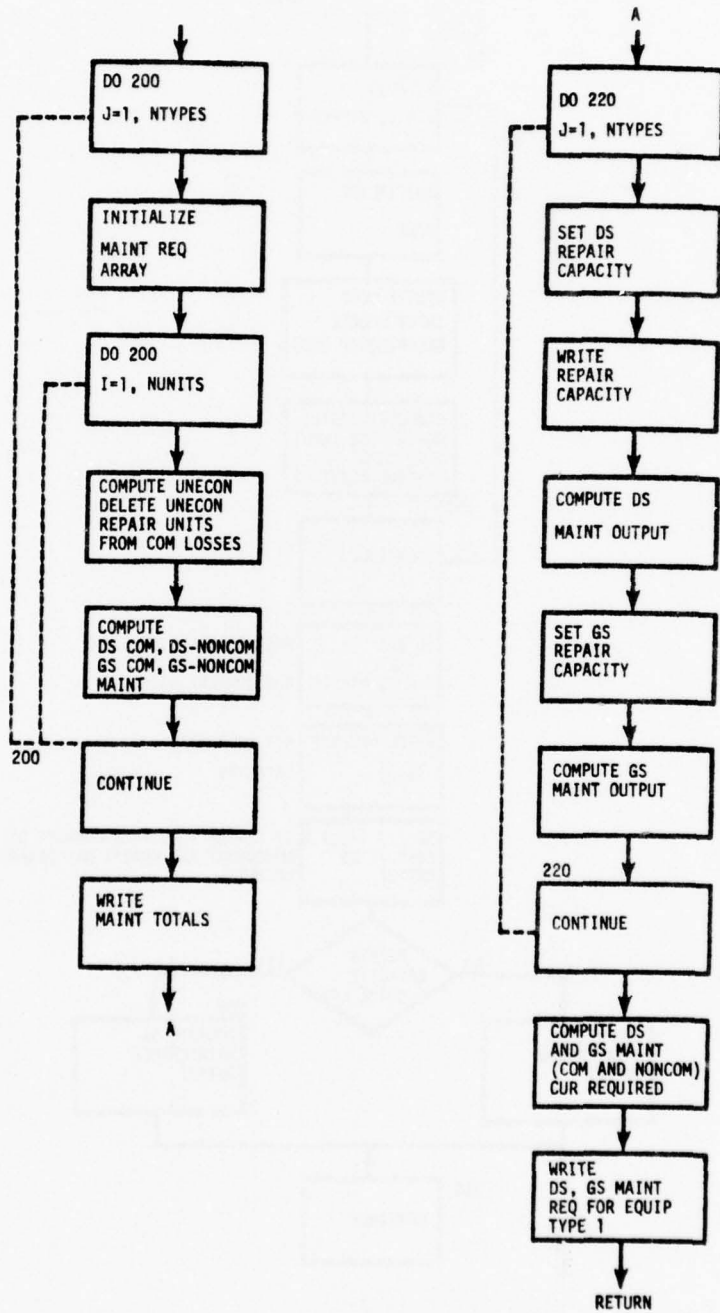 DO 200
J=1, NTYPES
INITIALIZE
MAINT REQ
ARRAY
DO 200
I=1, NUNITS
COMPUTE UNECON
DELETE UNECON
REPAIR UNITS
FROM COM LOSSES
COMPUTE
DS COM, DS-NONCOM
GS COM, GS-NONCOM
MAINT
200
CONTINUE
WRITE
MAINT TOTALS
A
A
DO 220
J=1, NTYPES
SET DS
REPAIR
CAPACITY
WRITE
REPAIR
CAPACITY
COMPUTE DS
MAINT OUTPUT
SET GS
REPAIR
CAPACITY
COMPUTE GS
MAINT OUTPUT
220
CONTINUE
COMPUTE DS
AND GS MAINT
(COM AND NONCOM)
CUR REQUIRED
WRITE
DS, GS MAINT
REQ FOR EQUIP
TYPE 1
RETURN